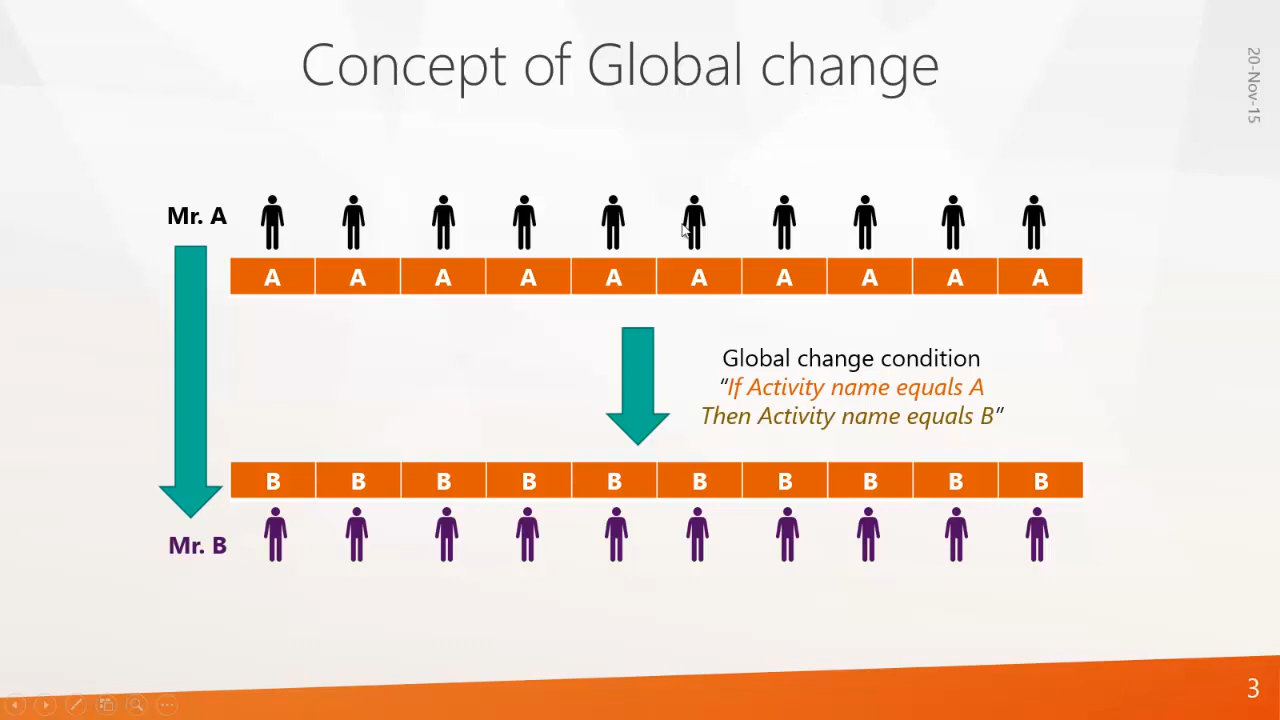 Concept of Global change
20-Nov-15
Mr. A
A A A A A A A A A A
Global change condition
“If Activity name equals A
Then Activity name equals B”
B B B B B B B B B B
Mr. B
3